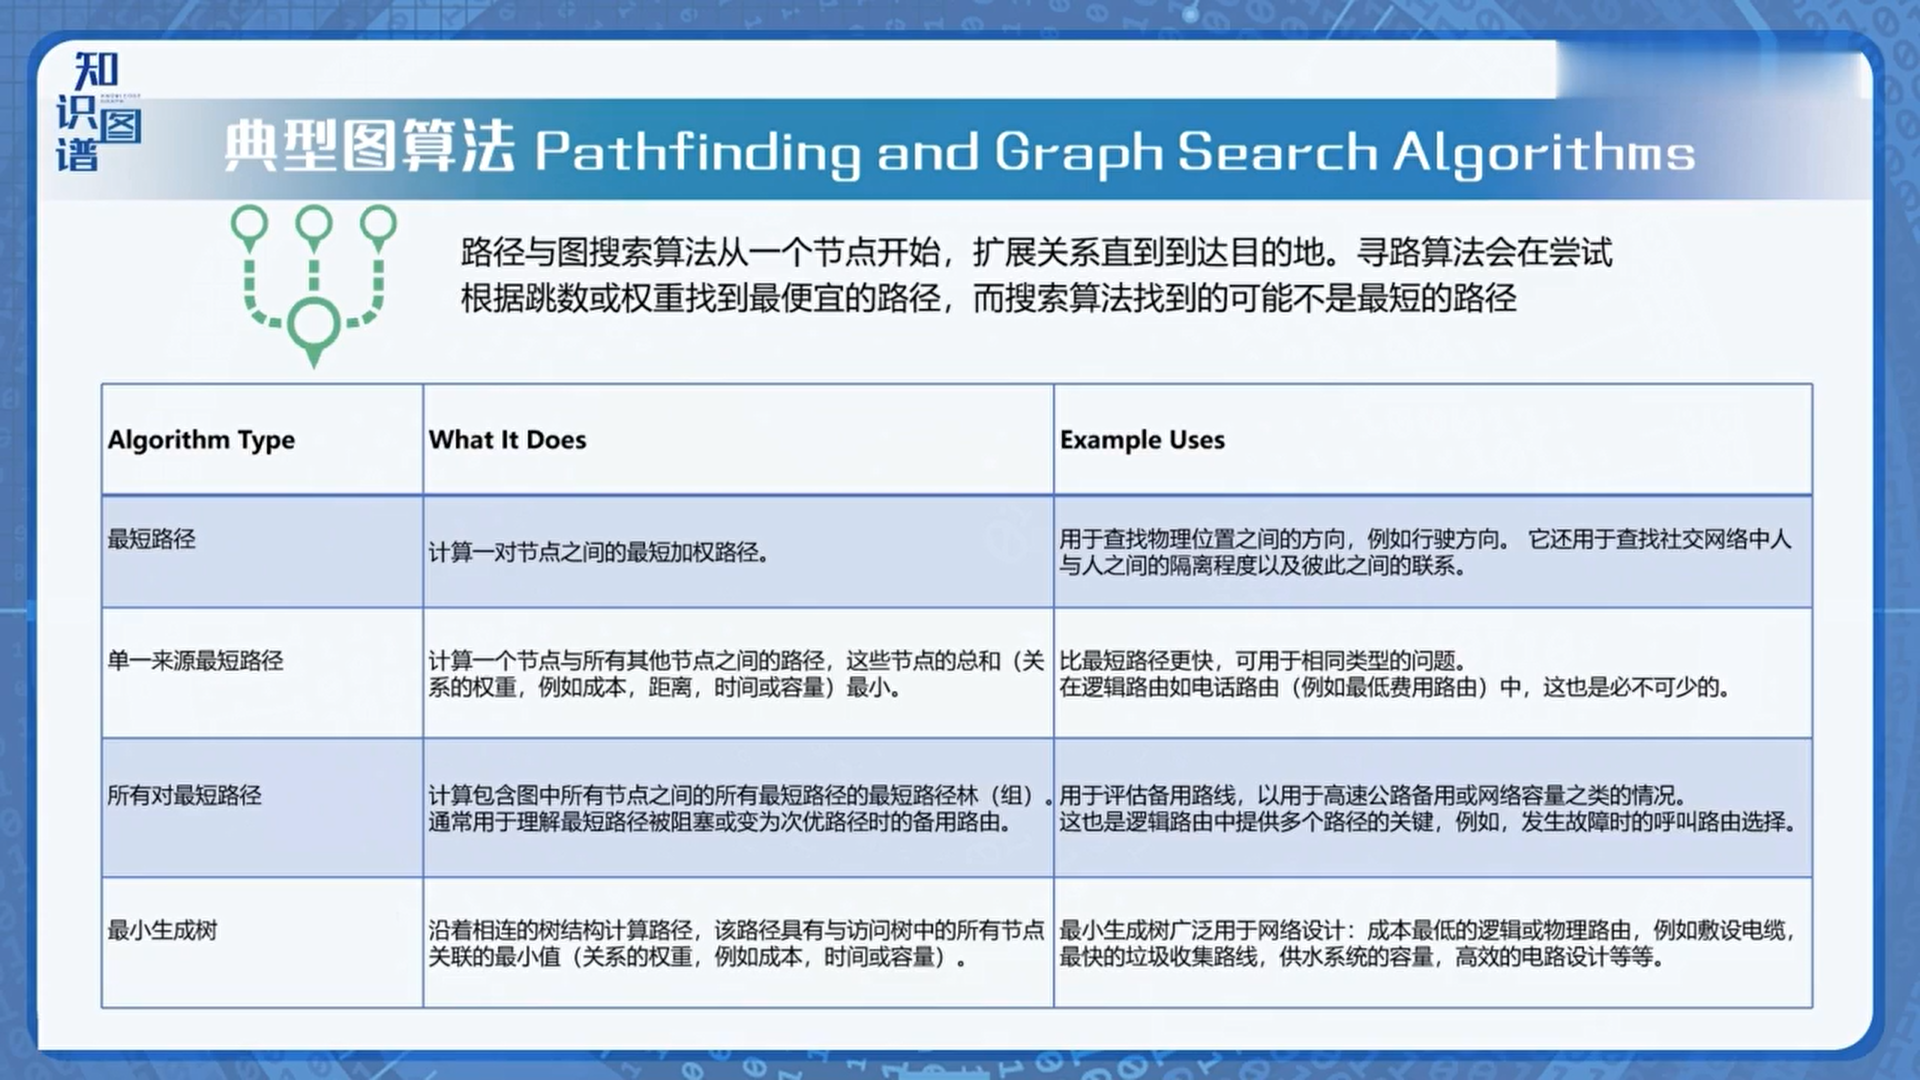 知识图谱
典型图算法 Pathfinding and Graph Search Algorithms
路径与图搜索算法从一个节点开始，扩展关系直到到达目的地。寻路算法会在尝试
根据跳数或权重找到最便宜的路径，而搜索算法找到的可能不是最短的路径
Algorithm Type
What It Does
Example Uses
最短路径
计算一对节点之间的最短加权路径。
用于查找物理位置之间的方向，例如行驶方向。 它还用于查找社交网络中人
与人之间的隔离程度以及彼此之间的联系。
单一来源最短路径
计算一个节点与所有其他节点之间的路径，这些节点的总和（关
系的权重，例如成本，距离，时间或容量）最小。
比最短路径更快，可用于相同类型的问题。
在逻辑路由如电话路由（例如最低费用路由）中，这也是必不可少的。
所有对最短路径
计算包含图中所有节点之间的所有最短路径的最短路径林（组）。
通常用于理解最短路径被阻塞或变为次优路径时的备用路由。
用于评估备用路线，以用于高速公路备用或网络容量之类的情况。
这也是逻辑路由中提供多个路径的关键，例如，发生故障时的呼叫路由选择。
最小生成树
沿着相连的树结构计算路径，该路径具有与访问树中的所有节点
关联的最小值（关系的权重，例如成本，时间或容量）。
最小生成树广泛用于网络设计：成本最低的逻辑或物理路由，例如敷设电缆，
最快的垃圾收集路线，供水系统的容量，高效的电路设计等等。